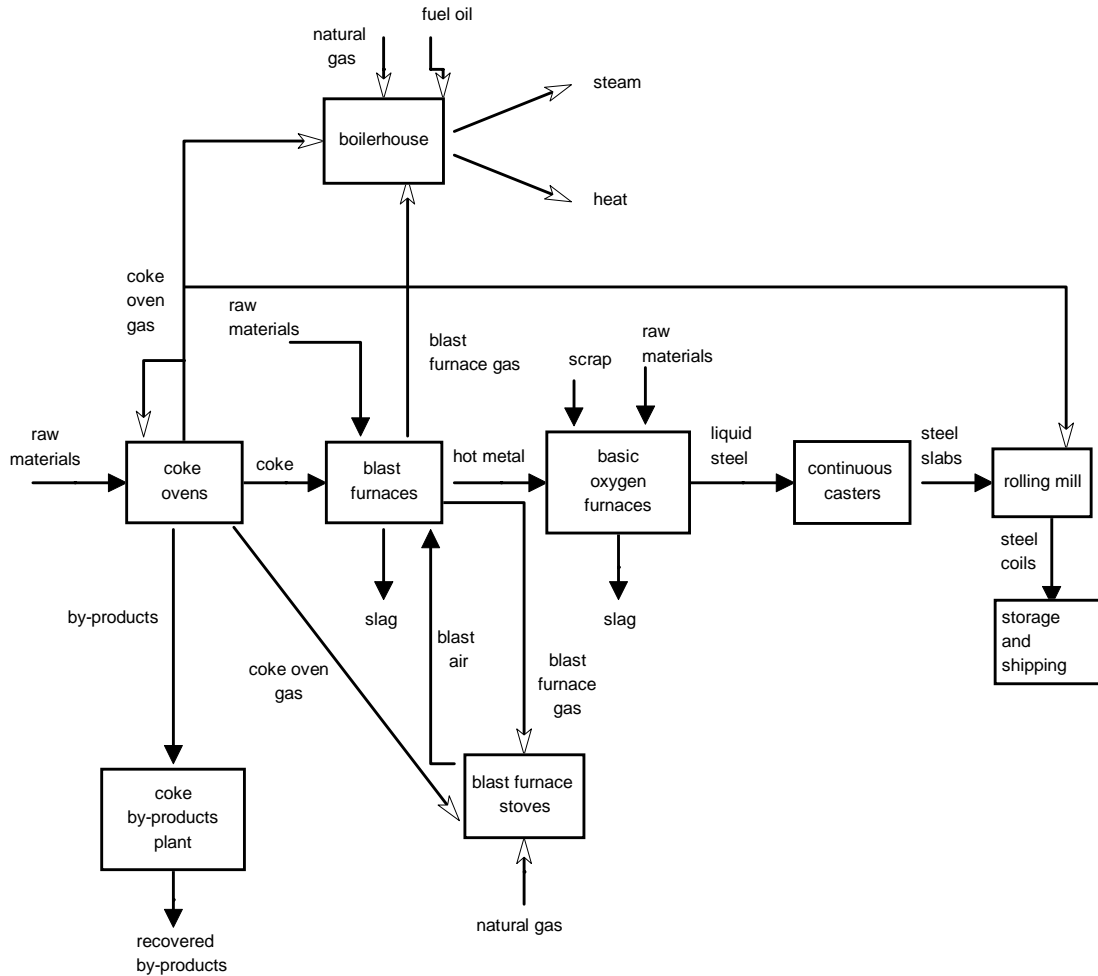 fuel oil
natural
gas
steam
boilerhouse
heat
coke
oven
gas
raw
materials
blast
furnace gas
raw
materials
scrap
raw
materials
coke
ovens
coke
blast
furnaces
hot metal
basic
oxygen
furnaces
liquid
steel
continuous
casters
steel
slabs
rolling mill
steel
coils
by-products
slag
blast
air
slag
storage
and
shipping
coke oven
gas
blast
furnace
gas
coke
by-products
plant
blast furnace
stoves
natural gas
recovered
by-products